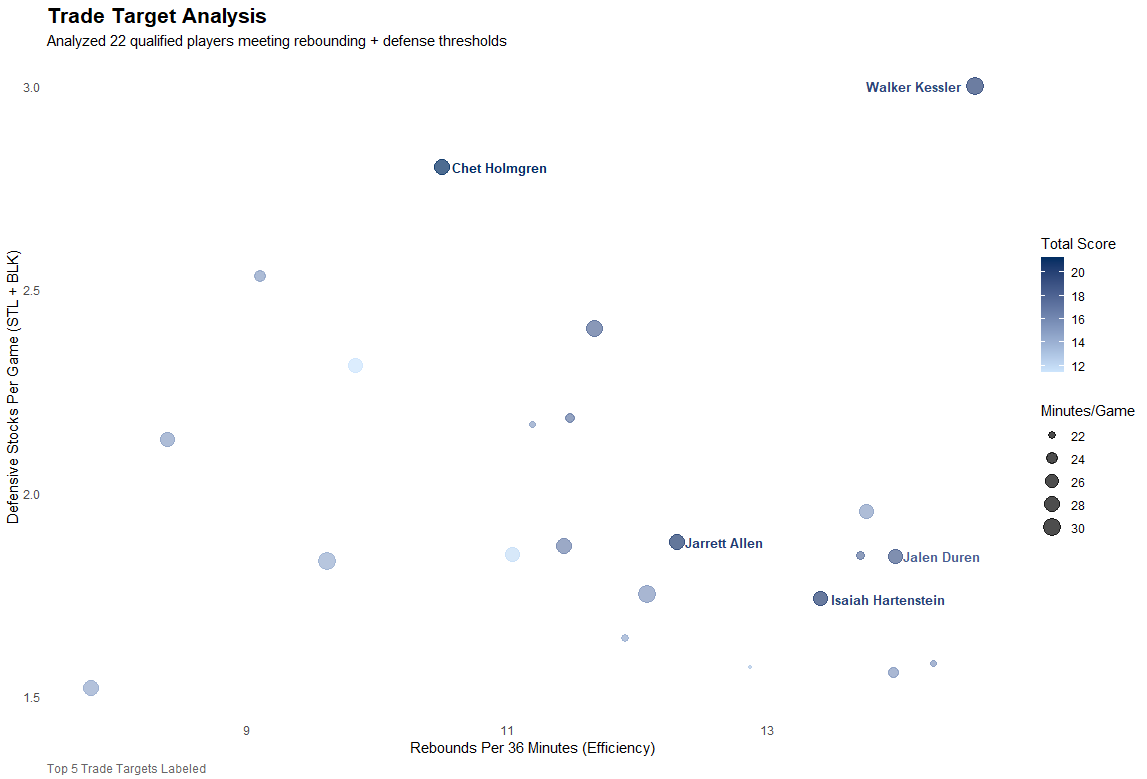 Trade Target Analysis
Analyzed 22 qualified players meeting rebounding + defense thresholds
3.0
2.5
2.0
1.5
Defensive Stocks Per Game (STL + BLK)
Walker Kessler
Chet Holmgren
Jarrett Allen
Jalen Duren
Isaiah Hartenstein
9
11
13
Rebounds Per 36 Minutes (Efficiency)
Total Score
20
18
16
14
12
Minutes/Game
22
24
26
28
30
Top 5 Trade Targets Labeled